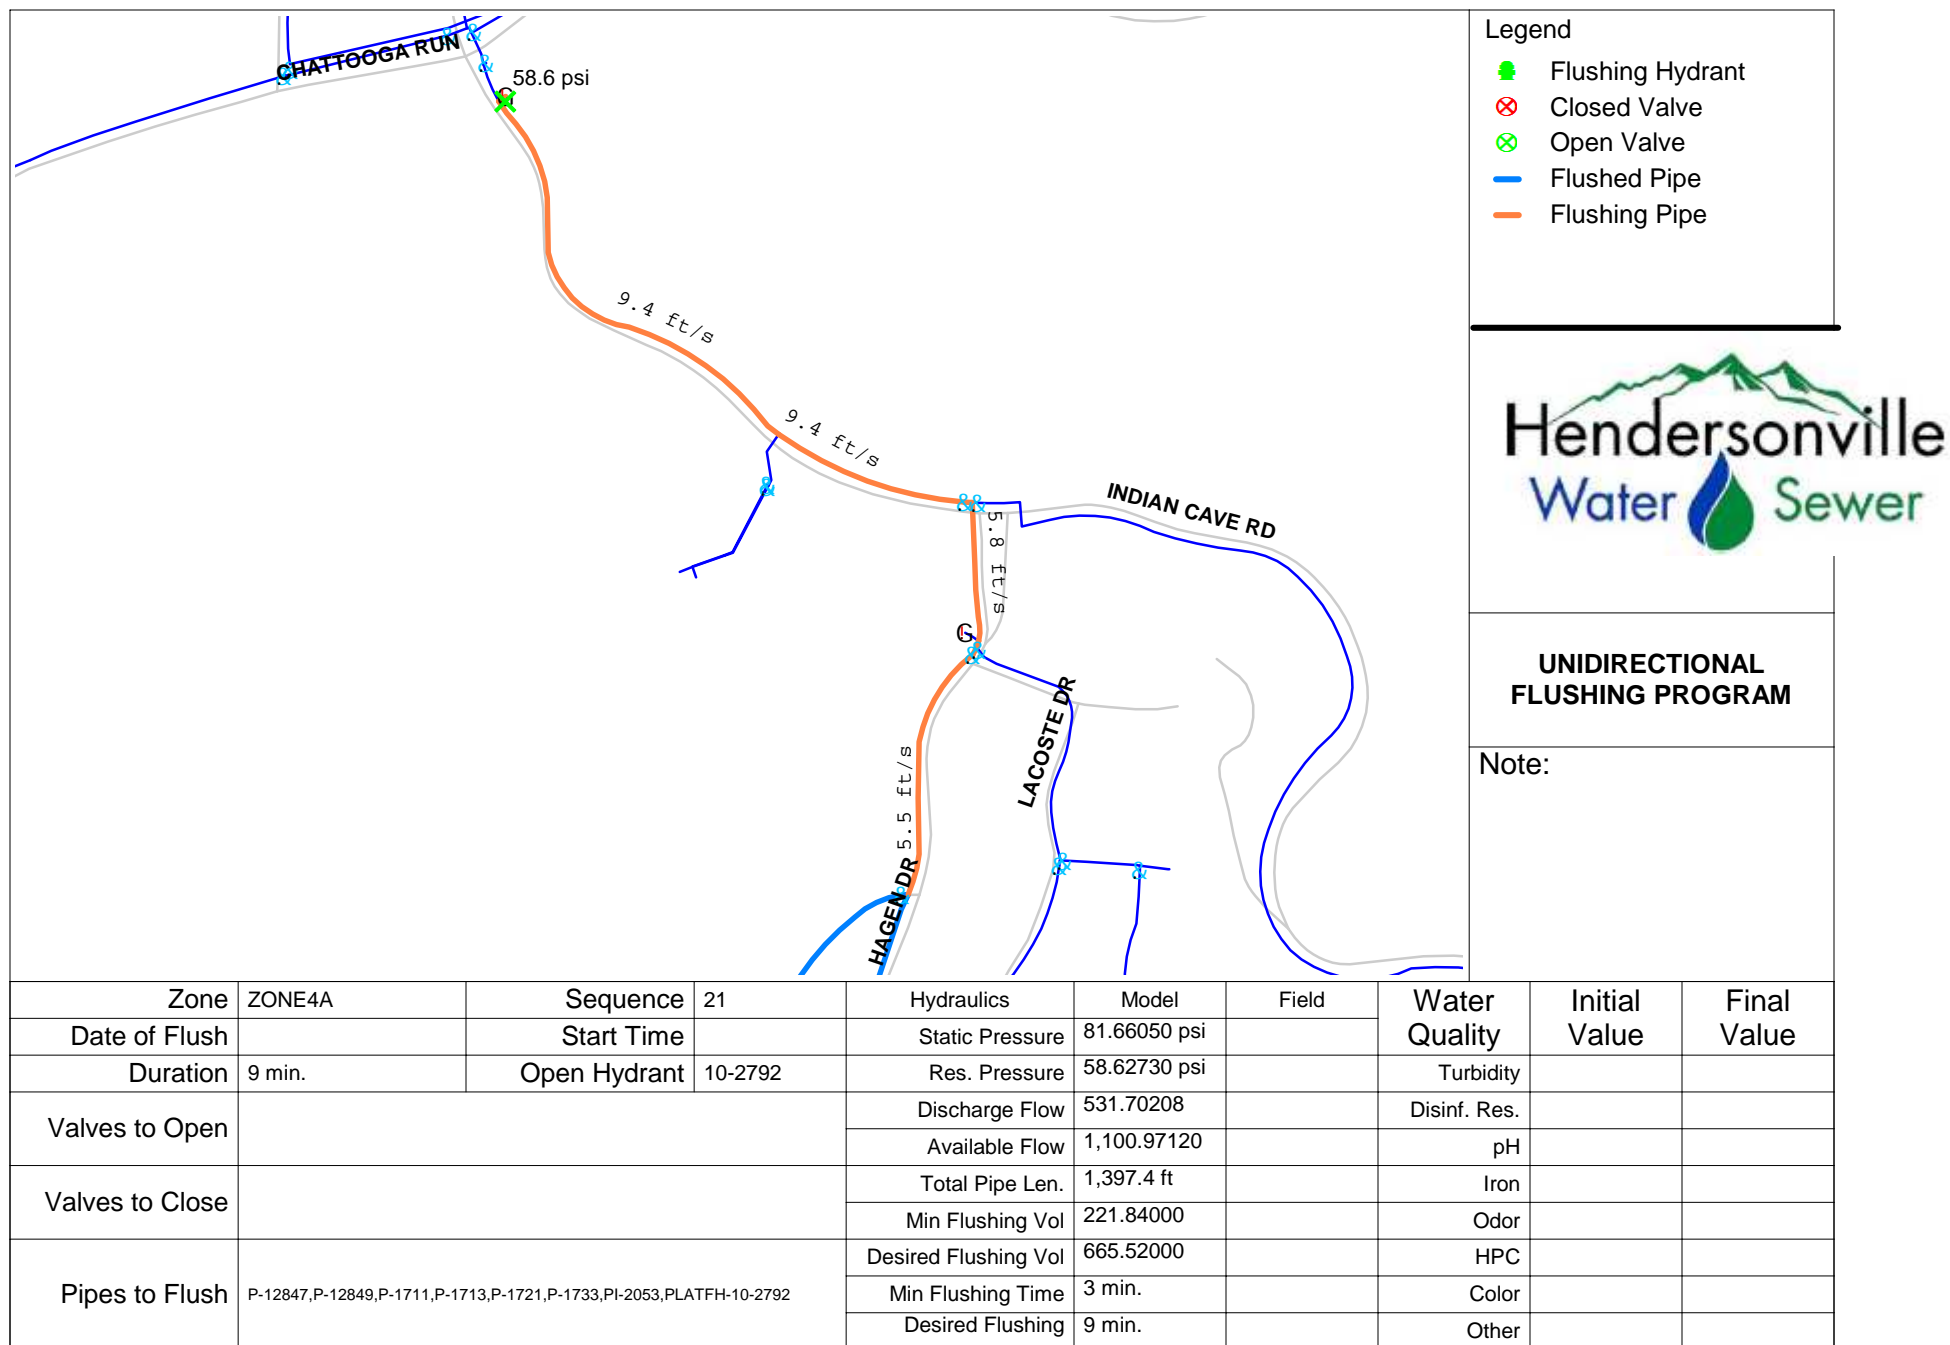 CHATTOOGA RUN
58.6 psi
G
9.4 ft/s
9.4 ft/s
INDIAN CAVE RD
5.8 ft/s
G
LACOSTE DR
5.5 ft/s
HAGEN DR
Legend
Flushing Hydrant
Closed Valve
Open Valve
Flushed Pipe
Flushing Pipe
Hendersonville
Water Sewer
UNIDIRECTIONAL
FLUSHING PROGRAM
Note:
Zone ZONE4A Sequence 21 Hydraulics Model Field Water Quality Initial Value Final Value
Date of Flush Start Time Static Pressure 81.66050 psi
Duration 9 min. Open Hydrant 10-2792 Res. Pressure 58.62730 psi Turbidity
Valves to Open Discharge Flow 531.70208 Disinf. Res.
Available Flow 1,100.97120 pH
Valves to Close Total Pipe Len. 1,397.4 ft Iron
Min Flushing Vol 221.84000 Odor
Pipes to Flush P-12847,P-12849,P-1711,P-1713,P-1721,P-1733,PI-2053,PLATFH-10-2792 Desired Flushing Vol 665.52000 HPC
Min Flushing Time 3 min. Color
Desired Flushing 9 min. Other